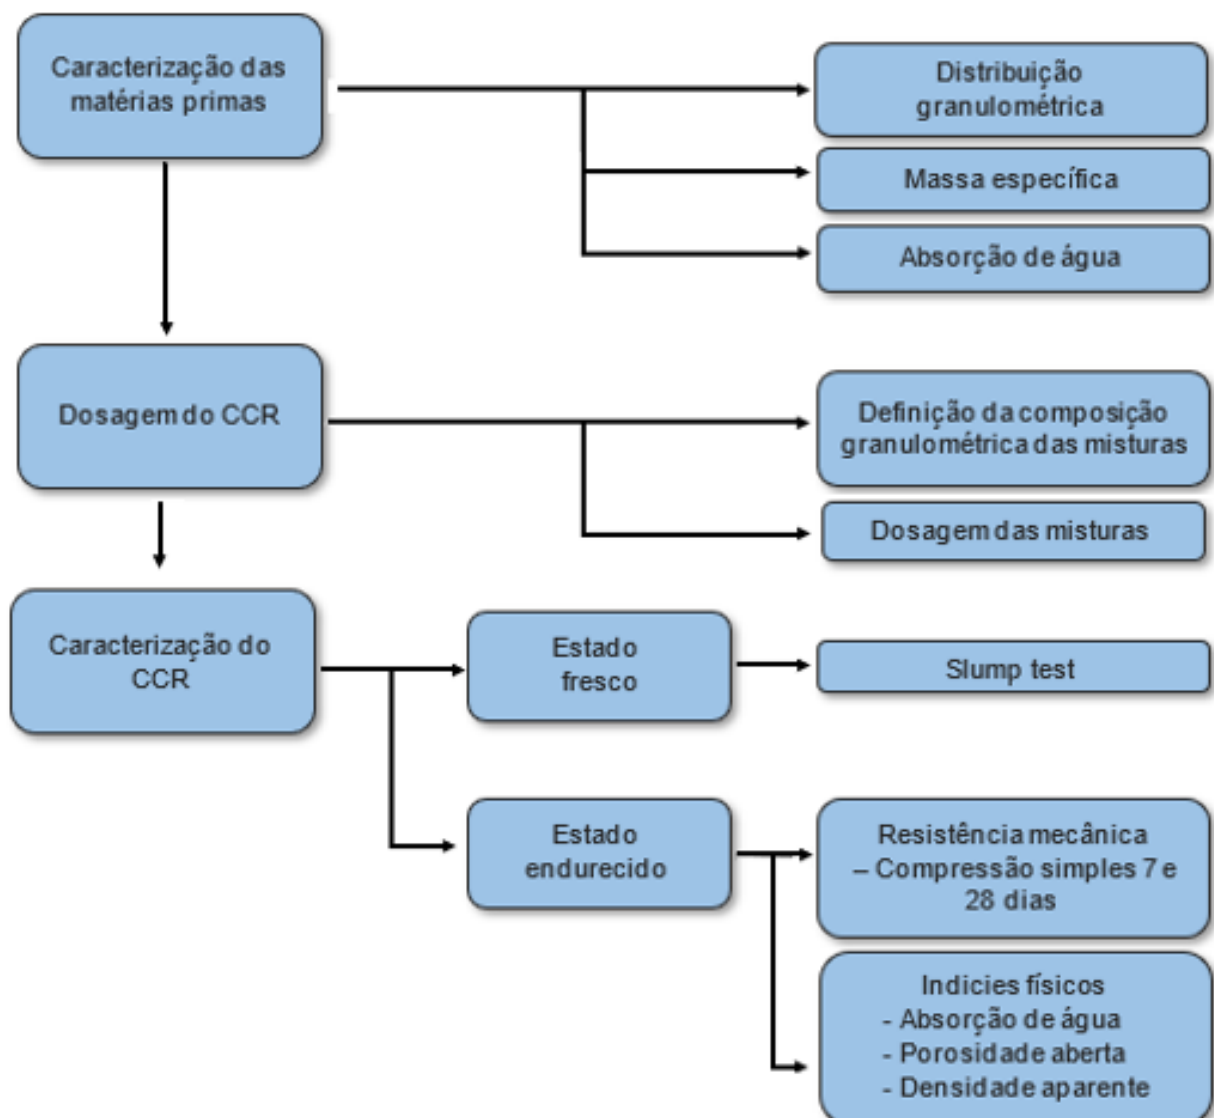 Caracterização das
matérias primas
Distribuição
granulométrica
Massa específica
Absorção de água
Dosagem do CCR
Definição da composição
granulométrica das misturas
Dosagem das misturas
Caracterização do
CCR
Estado
fresco
Slump test
Estado
endurecido
Resistência mecânica
– Compressão simples 7 e
28 dias
Indicies físicos
- Absorção de água
- Porosidade aberta
- Densidade aparente